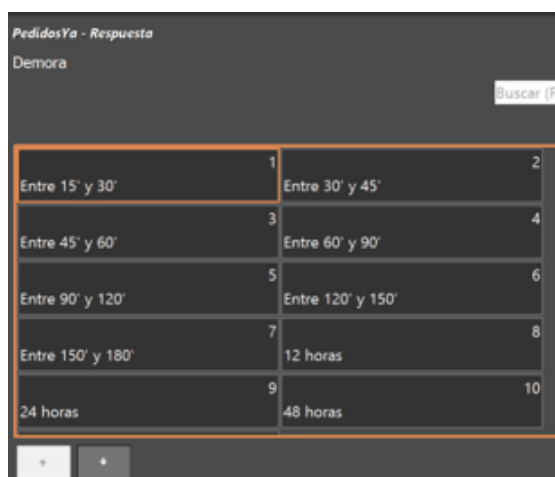 PedidosYa - Respuesta
Demora
Buscar (F
1
Entre 15' y 30'
2
Entre 30' y 45'
3
Entre 45' y 60'
4
Entre 60' y 90'
5
Entre 90' y 120'
6
Entre 120' y 150'
7
Entre 150' y 180'
8
12 horas
9
24 horas
10
48 horas